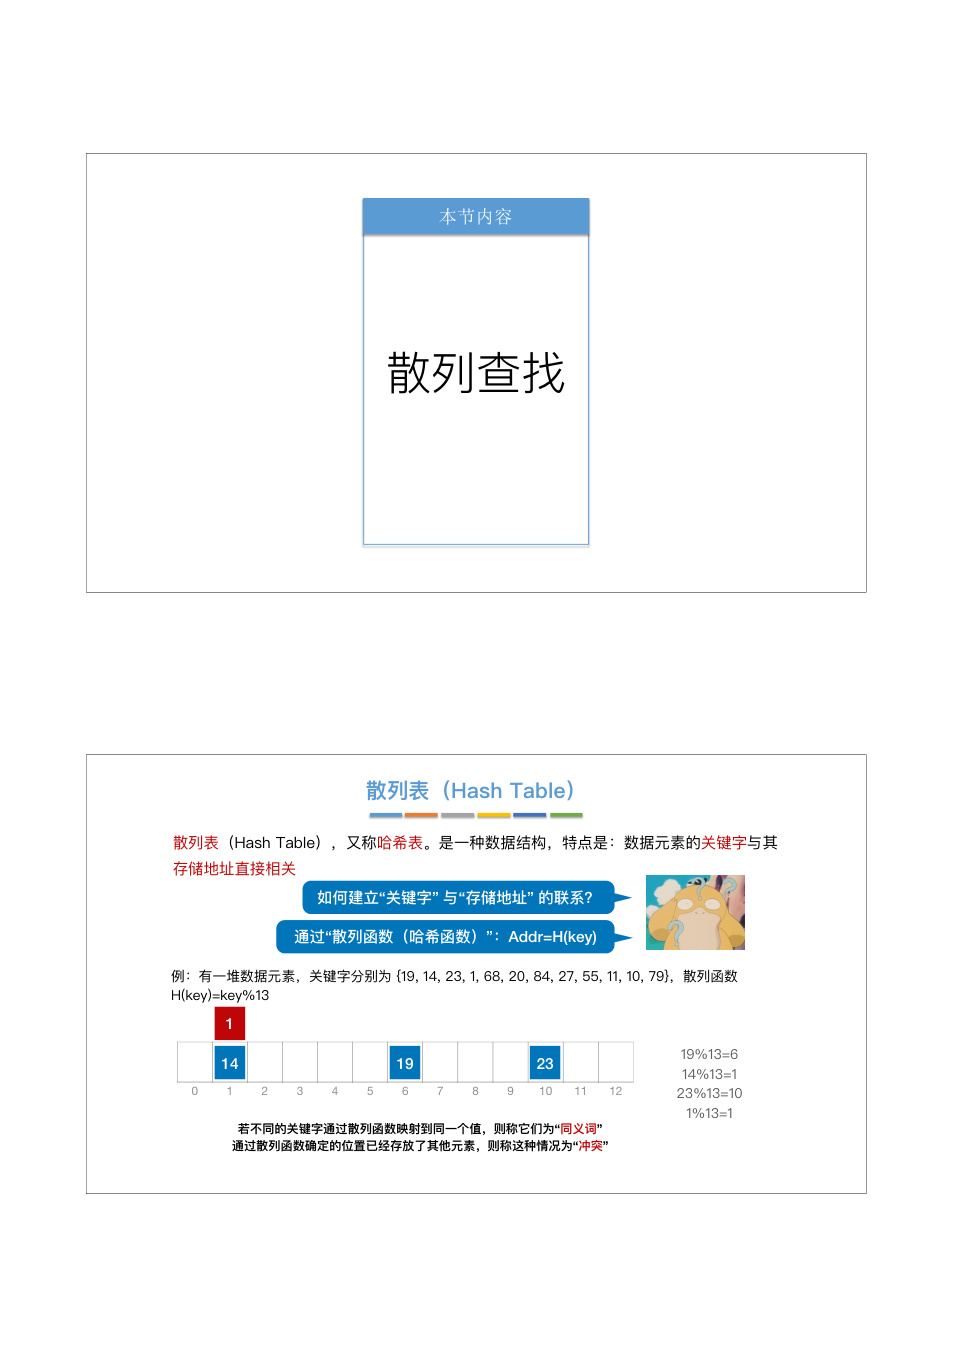 本节内容
散列查找
散列表（Hash Table）
散列表（Hash Table），又称哈希表。是一种数据结构，特点是：数据元素的关键字与其
存储地址直接相关
如何建立“关键字” 与“存储地址” 的联系？
通过“散列函数（哈希函数）”：Addr=H(key)
例：有一堆数据元素，关键字分别为 {19, 14, 23, 1, 68, 20, 84, 27, 55, 11, 10, 79}，散列函数
H(key)=key%13
1
14 19 23
0 1 2 3 4 5 6 7 8 9 10 11 12
19%13=6
14%13=1
23%13=10
1%13=1
若不同的关键字通过散列函数映射到同一个值，则称它们为“同义词”
通过散列函数确定的位置已经存放了其他元素，则称这种情况为“冲突”